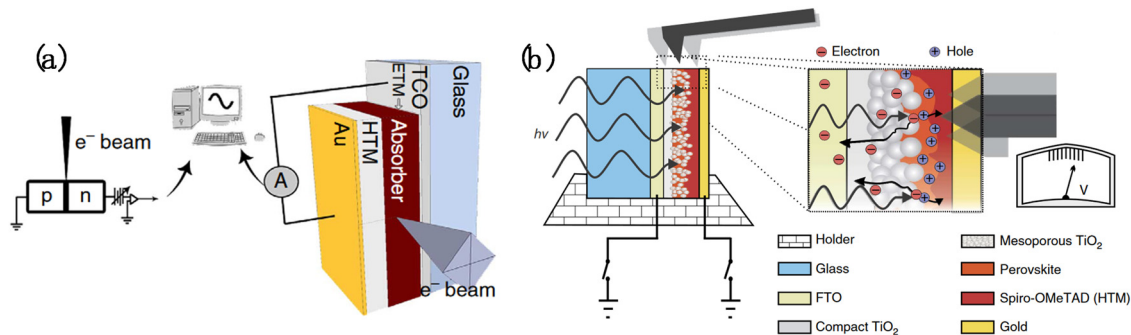 (a)
e⁻ beam
p n
A
Au
HTM
Absorber
ETM⇨
TCO
Glass
e⁻ beam
(b)
Electron
Hole
hν
V
Holder
Glass
FTO
Compact TiO₂
Mesoporous TiO₂
Perovskite
Spiro-OMeTAD (HTM)
Gold